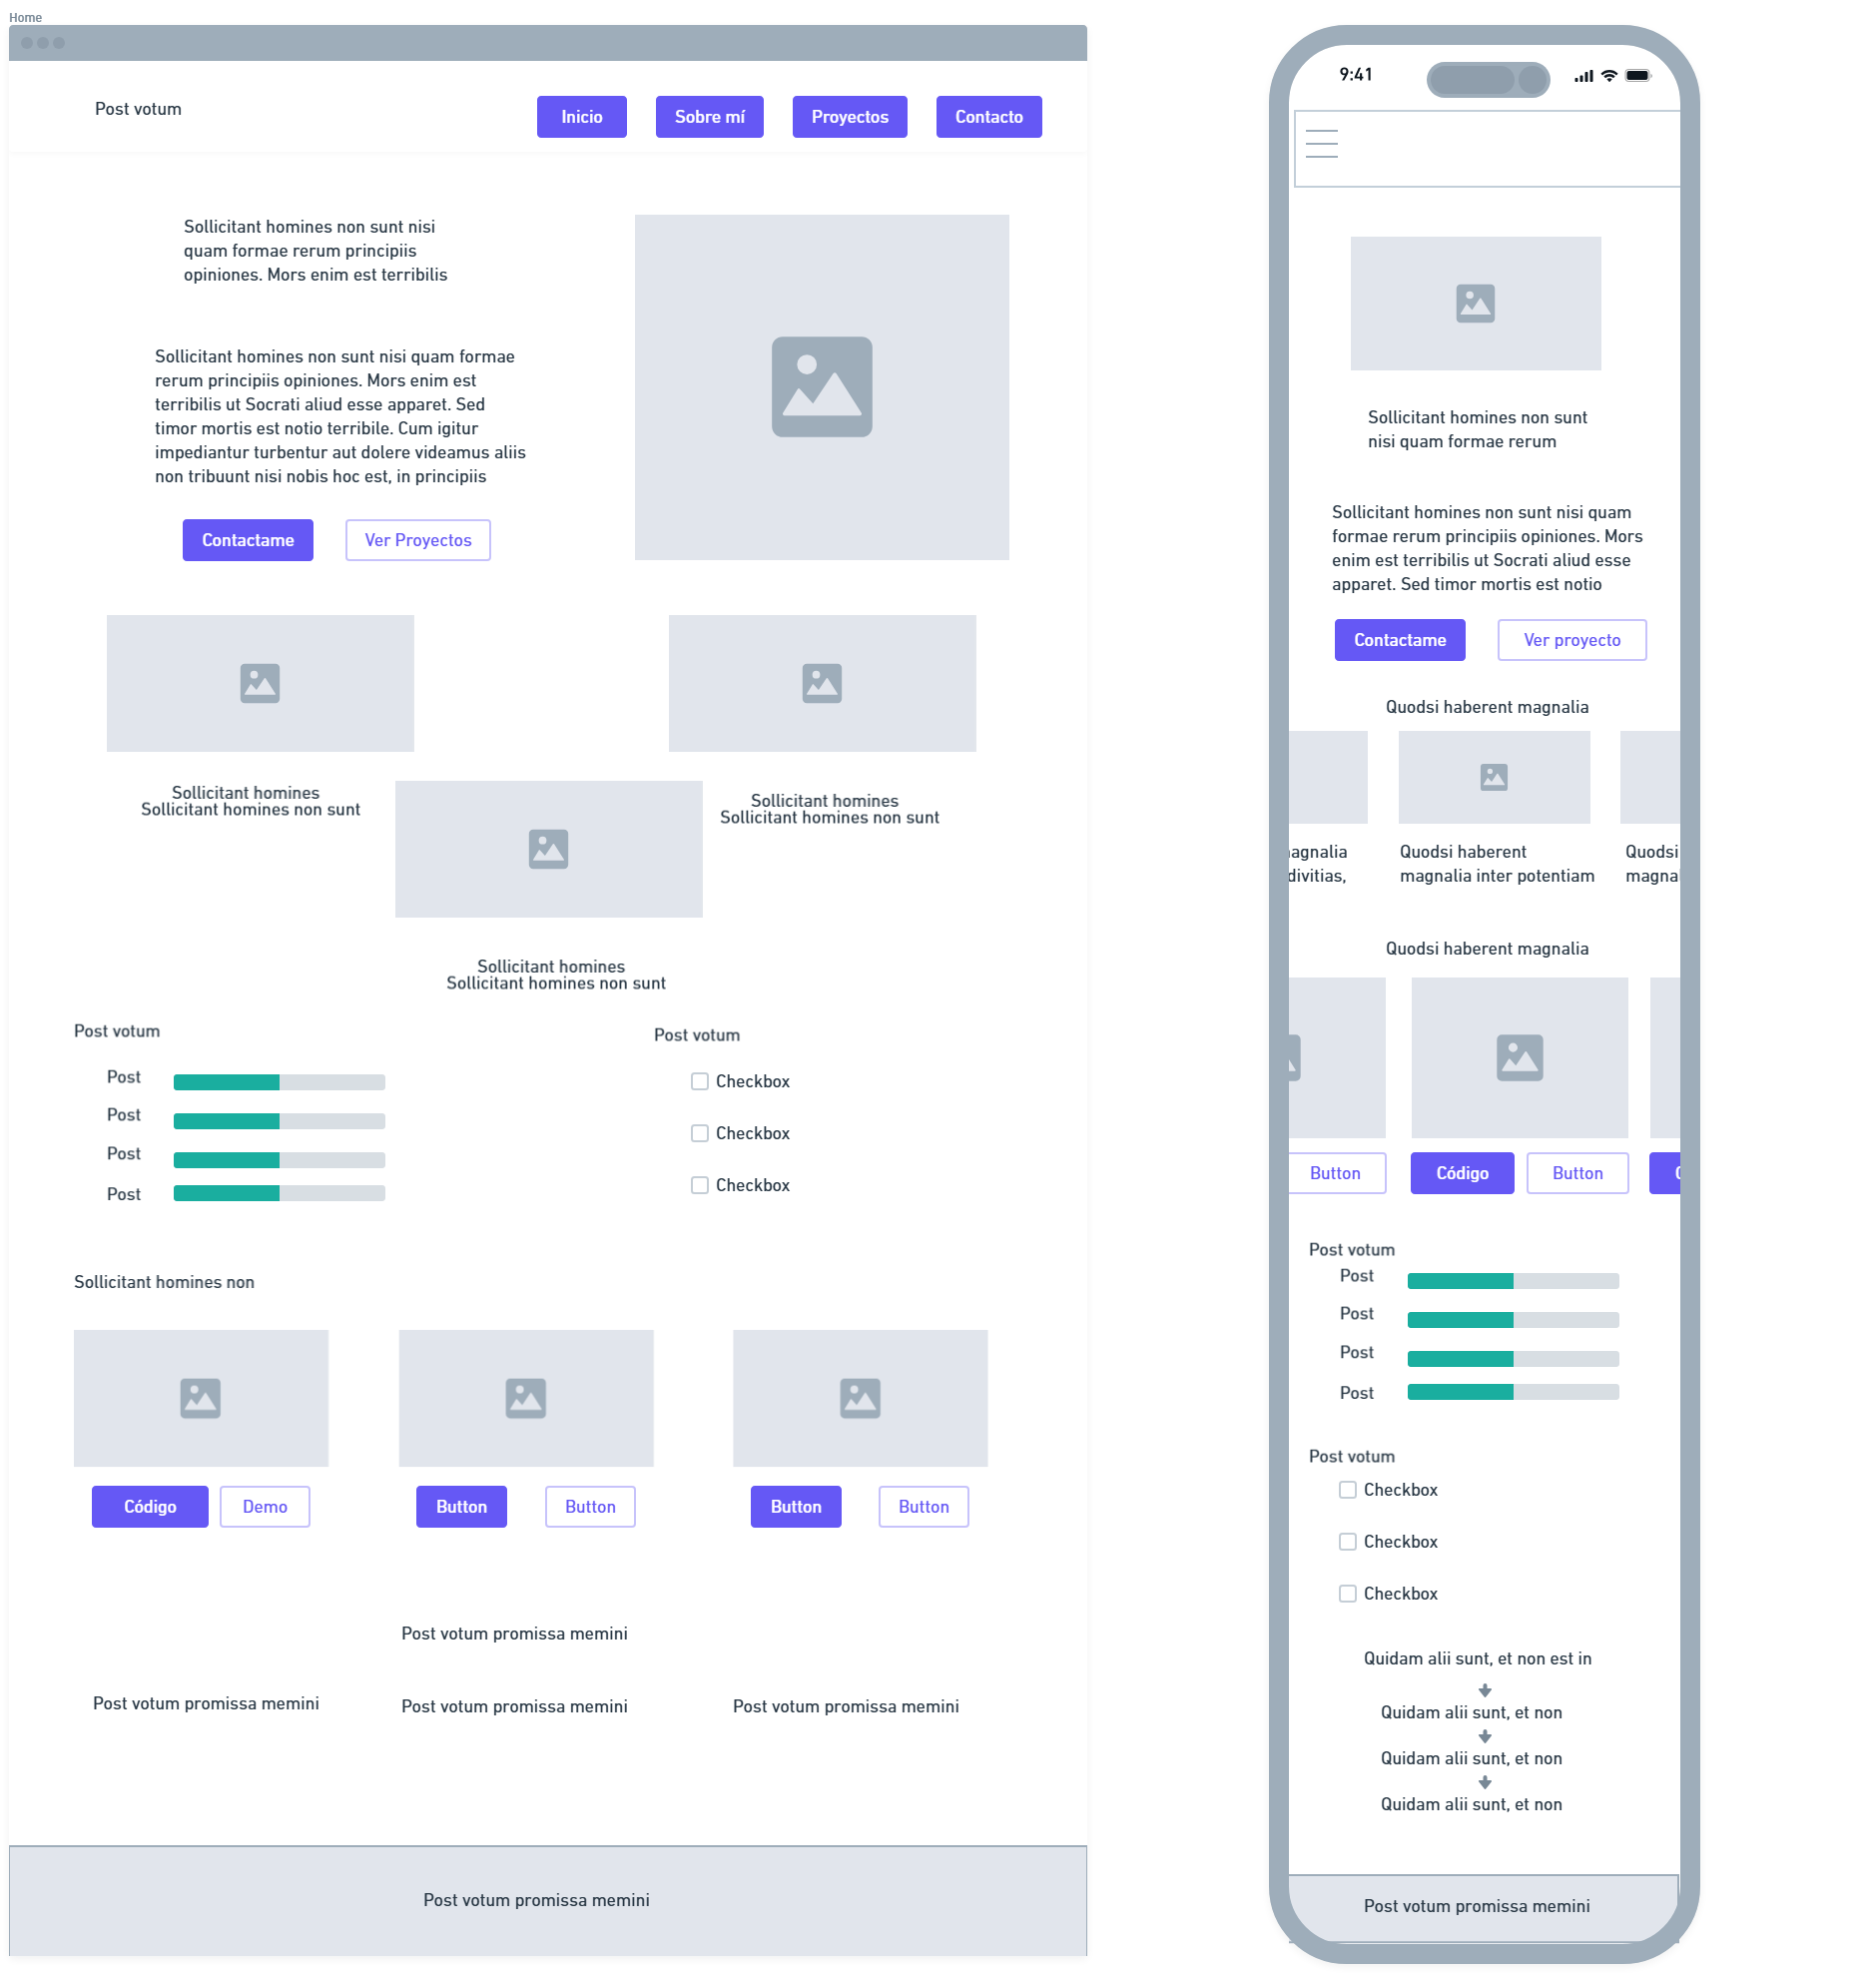 Home
Post votum
Inicio
Sobre mí
Proyectos
Contacto
Sollicitant homines non sunt nisi
quam formae rerum principiis
opiniones. Mors enim est terribilis
Sollicitant homines non sunt nisi quam formae
rerum principiis opiniones. Mors enim est
terribilis ut Socrati aliud esse apparet. Sed
timor mortis est notio terribile. Cum igitur
impediantur turbentur aut dolere videamus aliis
non tribuunt nisi nobis hoc est, in principiis
Contactame
Ver Proyectos
Sollicitant homines
Sollicitant homines non sunt
Sollicitant homines
Sollicitant homines non sunt
Sollicitant homines
Sollicitant homines non sunt
Post votum
Post
Post
Post
Post
Post votum
Checkbox
Checkbox
Checkbox
Sollicitant homines non
Código
Demo
Button
Button
Button
Button
Post votum promissa memini
Post votum promissa memini
Post votum promissa memini
Post votum promissa memini
Post votum promissa memini
9:41
Sollicitant homines non sunt
nisi quam formae rerum
Sollicitant homines non sunt nisi quam
formae rerum principiis opiniones. Mors
enim est terribilis ut Socrati aliud esse
apparet. Sed timor mortis est notio
Contactame
Ver proyecto
Quodsi haberent magnalia
agnalia
divitias,
Quodsi haberent
magnalia inter potentiam
Quodsi
magnal
Quodsi haberent magnalia
Button
Código
Button
Post votum
Post
Post
Post
Post
Post votum
Checkbox
Checkbox
Checkbox
Quidam alii sunt, et non est in
Quidam alii sunt, et non
Quidam alii sunt, et non
Quidam alii sunt, et non
Post votum promissa memini